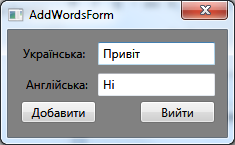 AddWordsForm
Українська: Привіт
Англійська: Hi
Добавити Вийти